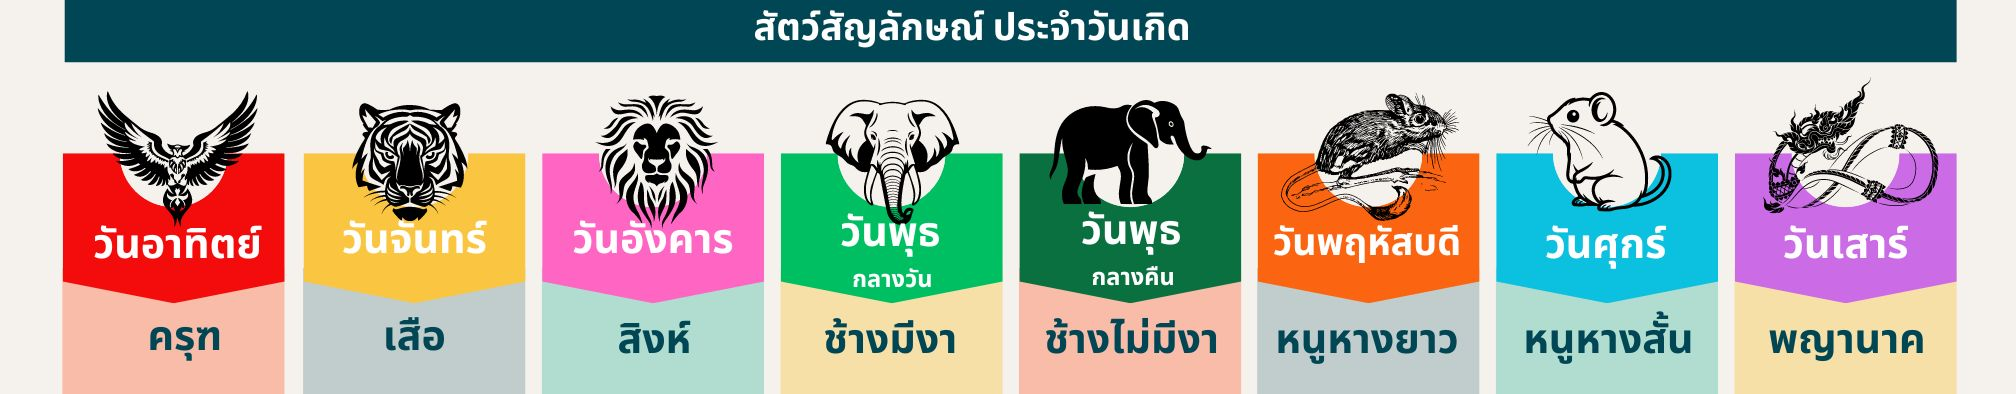 สัตว์สัญลักษณ์ ประจำวันเกิด
วันอาทิตย์
ครุฑ
วันจันทร์
เสือ
วันอังคาร
สิงห์
วันพุธ
กลางวัน
ช้างมีงา
วันพุธ
กลางคืน
ช้างไม่มีงา
วันพฤหัสบดี
หนูหางยาว
วันศุกร์
หนูหางสั้น
วันเสาร์
พญานาค